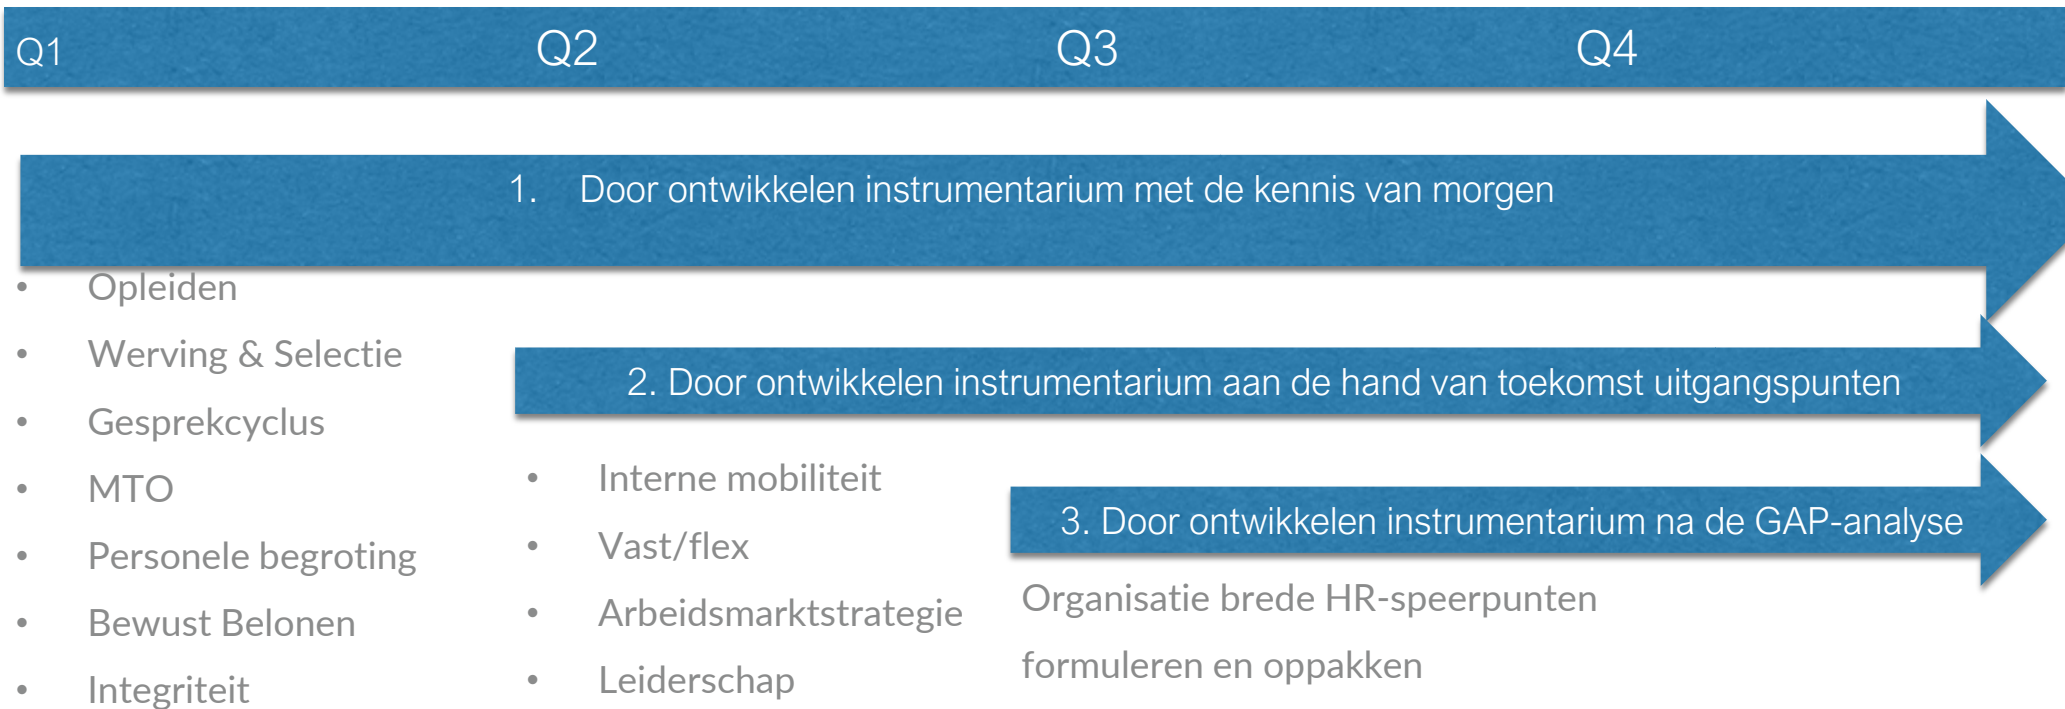 Q1 Q2 Q3 Q4
1. Door ontwikkelen instrumentarium met de kennis van morgen
• Opleiden
• Werving & Selectie
• Gesprekcyclus
• MTO
• Personele begroting
• Bewust Belonen
• Integriteit
2. Door ontwikkelen instrumentarium aan de hand van toekomst uitgangspunten
• Interne mobiliteit
• Vast/flex
• Arbeidsmarktstrategie
• Leiderschap
3. Door ontwikkelen instrumentarium na de GAP-analyse
Organisatie brede HR-speerpunten
formuleren en oppakken